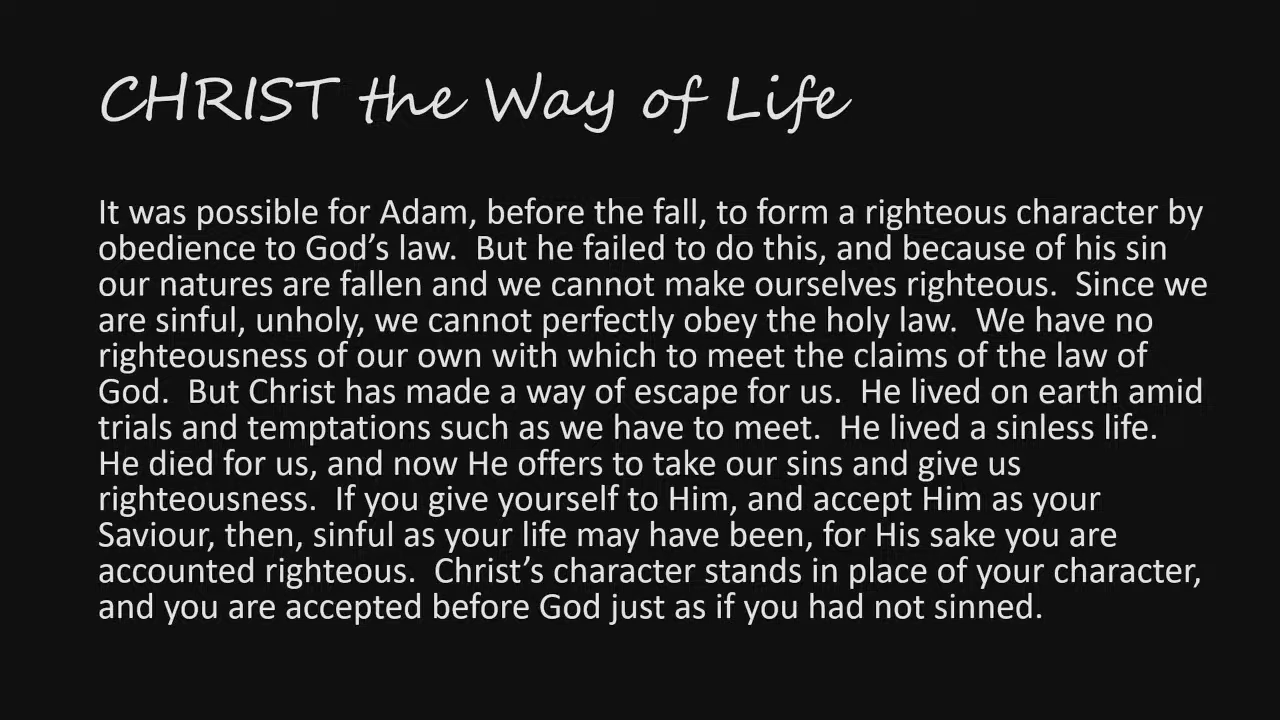 CHRIST the Way of Life
It was possible for Adam, before the fall, to form a righteous character by
obedience to God’s law.  But he failed to do this, and because of his sin
our natures are fallen and we cannot make ourselves righteous.  Since we
are sinful, unholy, we cannot perfectly obey the holy law.  We have no
righteousness of our own with which to meet the claims of the law of
God.  But Christ has made a way of escape for us.  He lived on earth amid
trials and temptations such as we have to meet.  He lived a sinless life.
He died for us, and now He offers to take our sins and give us
righteousness.  If you give yourself to Him, and accept Him as your
Saviour, then, sinful as your life may have been, for His sake you are
accounted righteous.  Christ’s character stands in place of your character,
and you are accepted before God just as if you had not sinned.